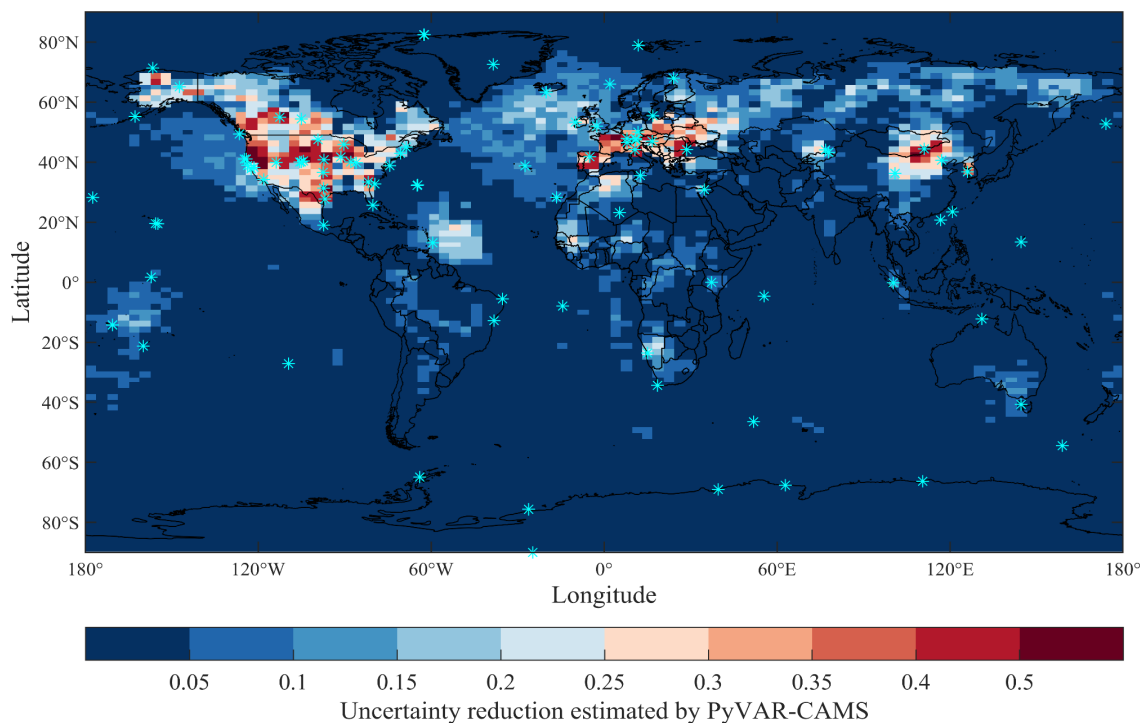 80°N
60°N
40°N
20°N
0°
20°S
40°S
60°S
80°S
Latitude
180° 120°W 60°W 0° 60°E 120°E 180°
Longitude
0.05 0.1 0.15 0.2 0.25 0.3 0.35 0.4 0.5
Uncertainty reduction estimated by PyVAR-CAMS